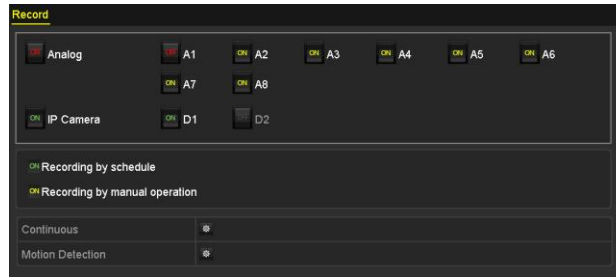 Record
OFF Analog OFF A1 ON A2 ON A3 ON A4 ON A5 ON A6
ON A7 ON A8
ON IP Camera ON D1 D2
ON Recording by schedule
ON Recording by manual operation
Continuous
Motion Detection